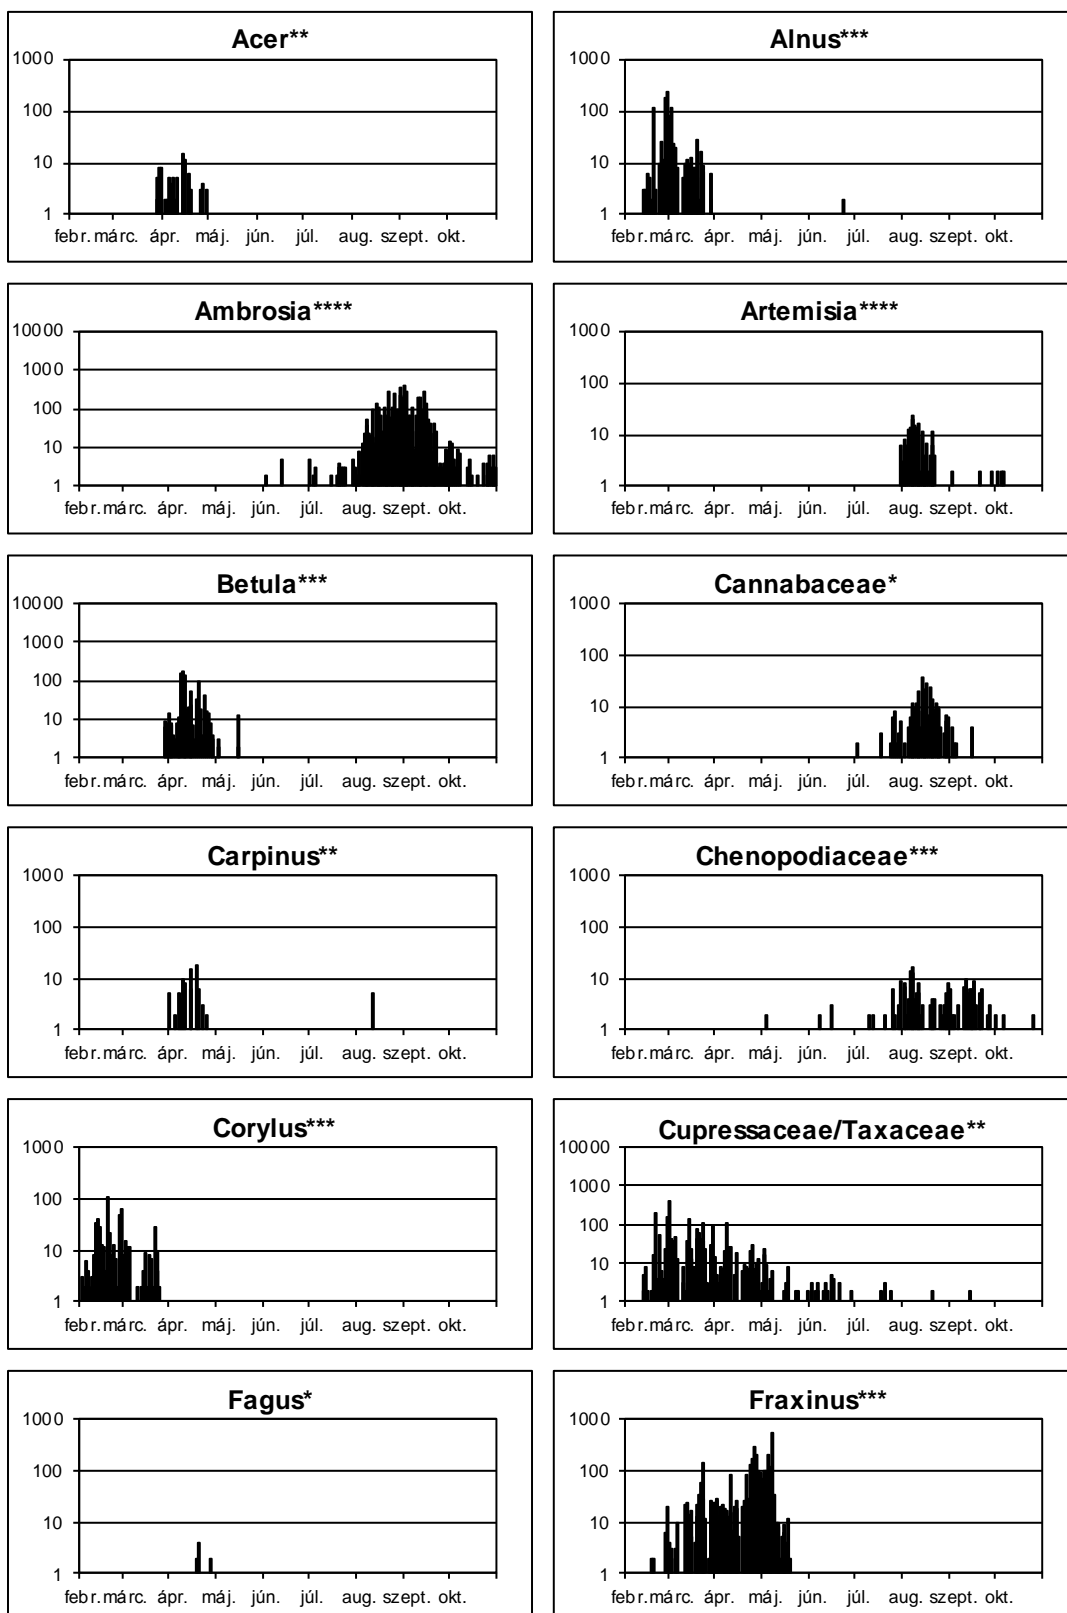 Acer**
1000
100
10
1
febr. márc. ápr. máj. jún. júl. aug. szept. okt.
Alnus***
1000
100
10
1
febr. márc. ápr. máj. jún. júl. aug. szept. okt.
Ambrosia****
10000
1000
100
10
1
febr. márc. ápr. máj. jún. júl. aug. szept. okt.
Artemisia****
1000
100
10
1
febr. márc. ápr. máj. jún. júl. aug. szept. okt.
Betula***
10000
1000
100
10
1
febr. márc. ápr. máj. jún. júl. aug. szept. okt.
Cannabaceae*
1000
100
10
1
febr. márc. ápr. máj. jún. júl. aug. szept. okt.
Carpinus**
1000
100
10
1
febr. márc. ápr. máj. jún. júl. aug. szept. okt.
Chenopodiaceae***
1000
100
10
1
febr. márc. ápr. máj. jún. júl. aug. szept. okt.
Corylus***
1000
100
10
1
febr. márc. ápr. máj. jún. júl. aug. szept. okt.
Cupressaceae/Taxaceae**
10000
1000
100
10
1
febr. márc. ápr. máj. jún. júl. aug. szept. okt.
Fagus*
1000
100
10
1
febr. márc. ápr. máj. jún. júl. aug. szept. okt.
Fraxinus***
1000
100
10
1
febr. márc. ápr. máj. jún. júl. aug. szept. okt.